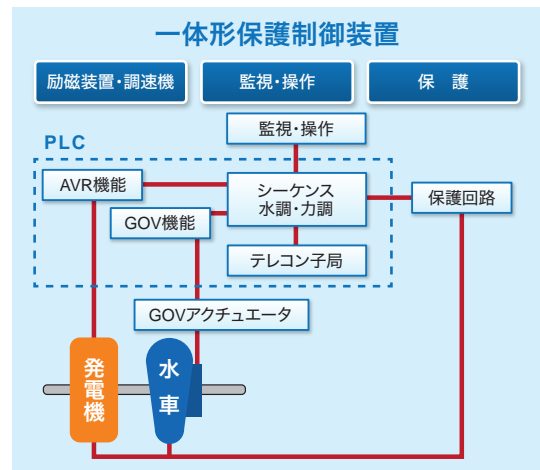 一体形保護制御装置
励磁装置・調速機
監視・操作
保　護
監視・操作
PLC
AVR機能
シーケンス
水調・力調
保護回路
GOV機能
テレコン子局
GOVアクチュエータ
発電機
水車